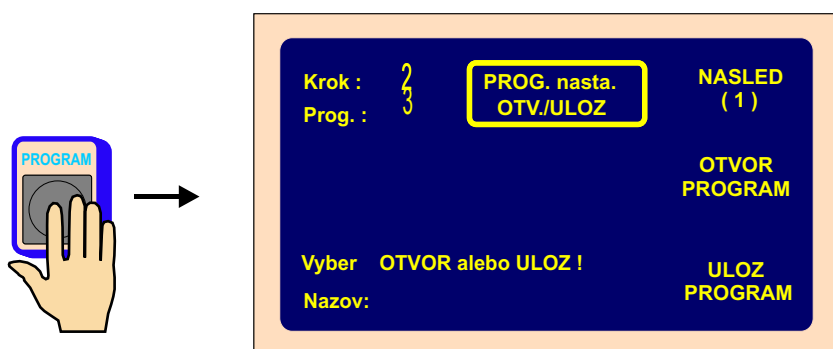 PROGRAM
Krok : 2
Prog. : 3
PROG. nasta.
OTV./ULOZ
NASLED
( 1 )
OTVOR
PROGRAM
Vyber OTVOR alebo ULOZ !
Nazov:
ULOZ
PROGRAM